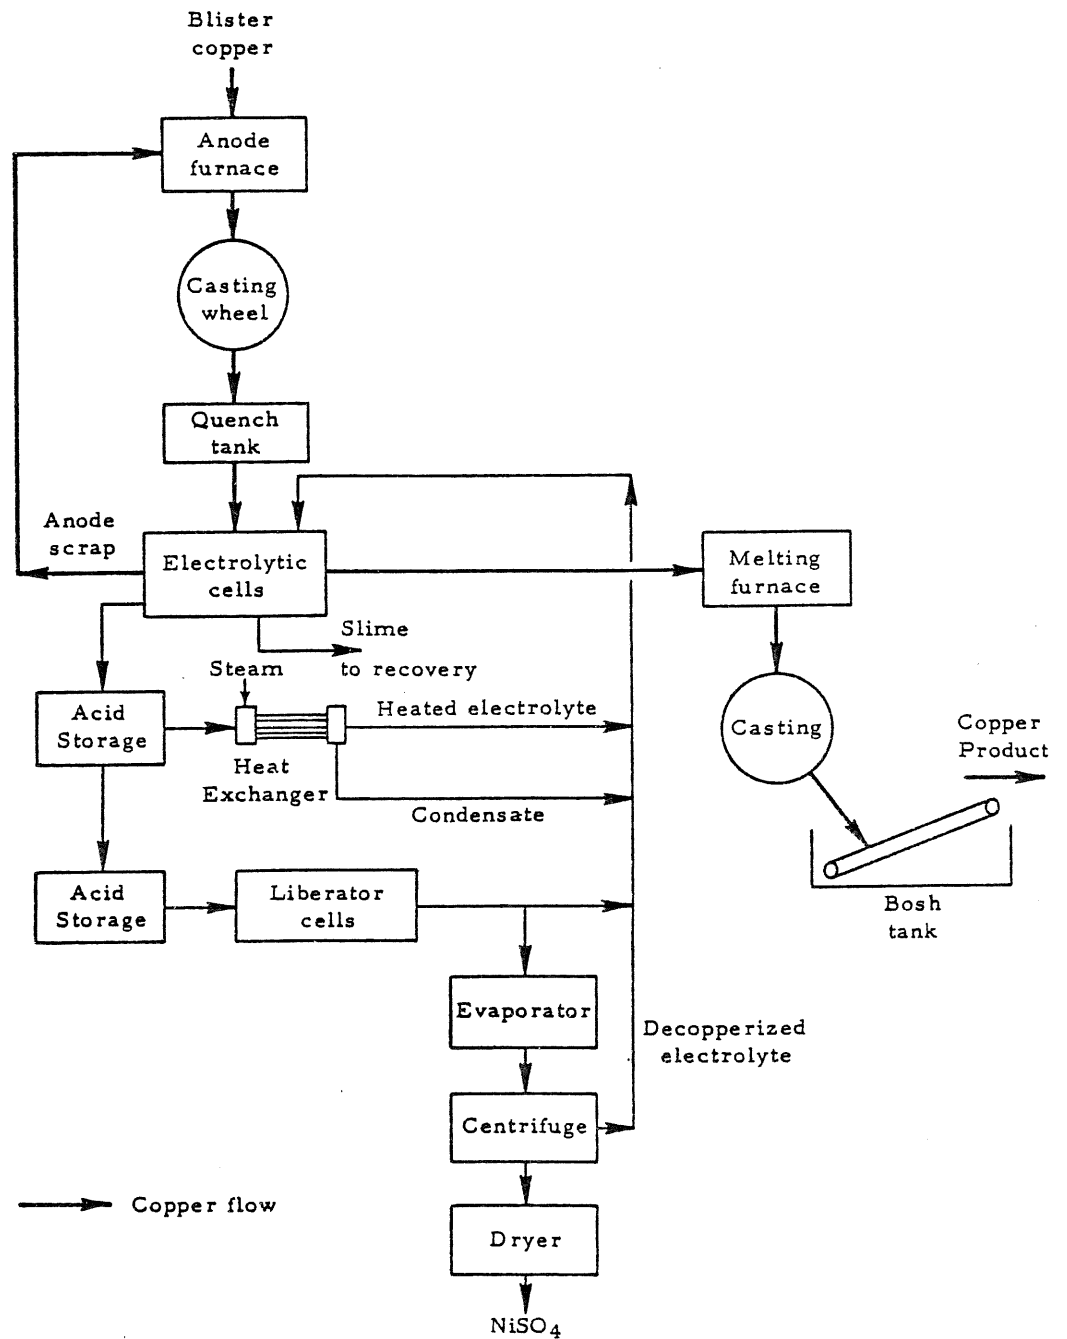 Blister
copper
Anode
furnace
Casting
wheel
Quench
tank
Anode
scrap
Electrolytic
cells
Melting
furnace
Slime
to recovery
Steam
Acid
Storage
Heated electrolyte
Heat
Exchanger
Condensate
Casting
Copper
Product
Bosh
tank
Acid
Storage
Liberator
cells
Evaporator
Decopperized
electrolyte
Centrifuge
Copper flow
Dryer
NiSO4